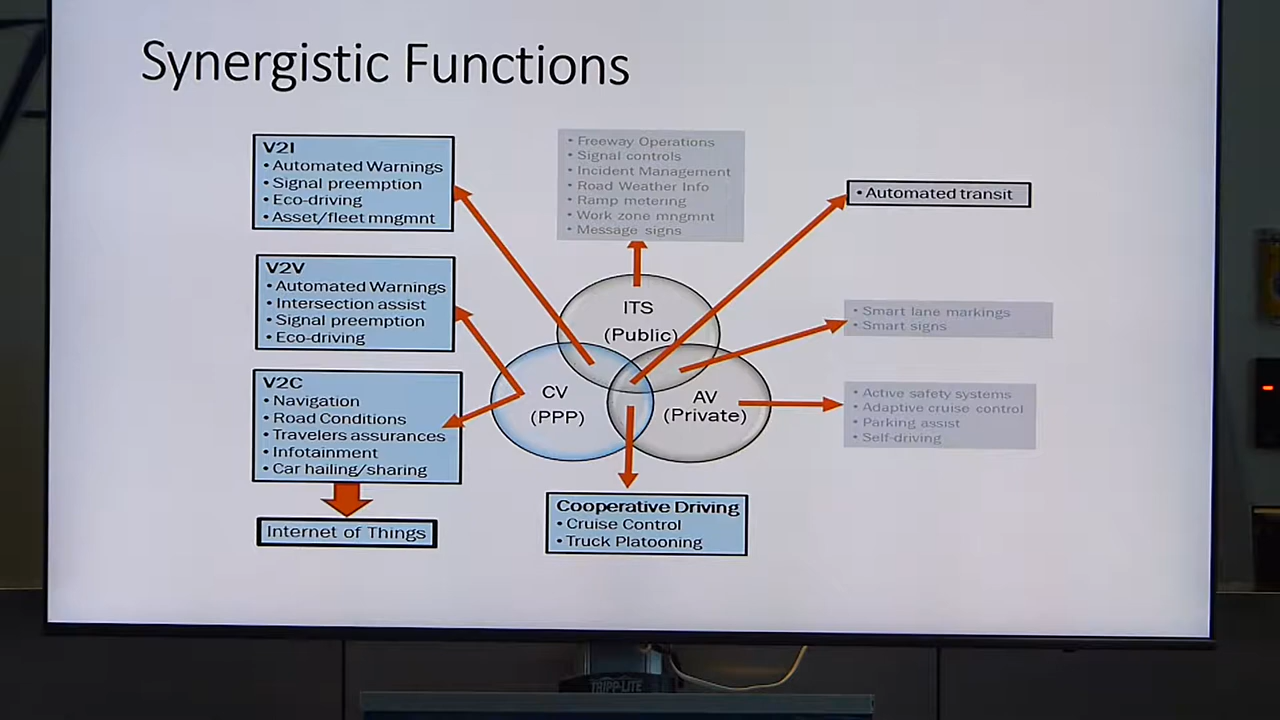 Synergistic Functions
V2I
• Automated Warnings
• Signal preemption
• Eco-driving
• Asset/fleet mngmnt
V2V
• Automated Warnings
• Intersection assist
• Signal preemption
• Eco-driving
V2C
• Navigation
• Road Conditions
• Travelers assurances
• Infotainment
• Car hailing/sharing
Internet of Things
• Freeway Operations
• Signal controls
• Incident Management
• Road Weather Info
• Ramp metering
• Work zone mngmnt
• Message signs
ITS
(Public)
CV
(PPP)
AV
(Private)
Cooperative Driving
• Cruise Control
• Truck Platooning
• Automated transit
• Smart lane markings
• Smart signs
• Active safety systems
• Adaptive cruise control
• Parking assist
• Self-driving
TRIPP-LITE